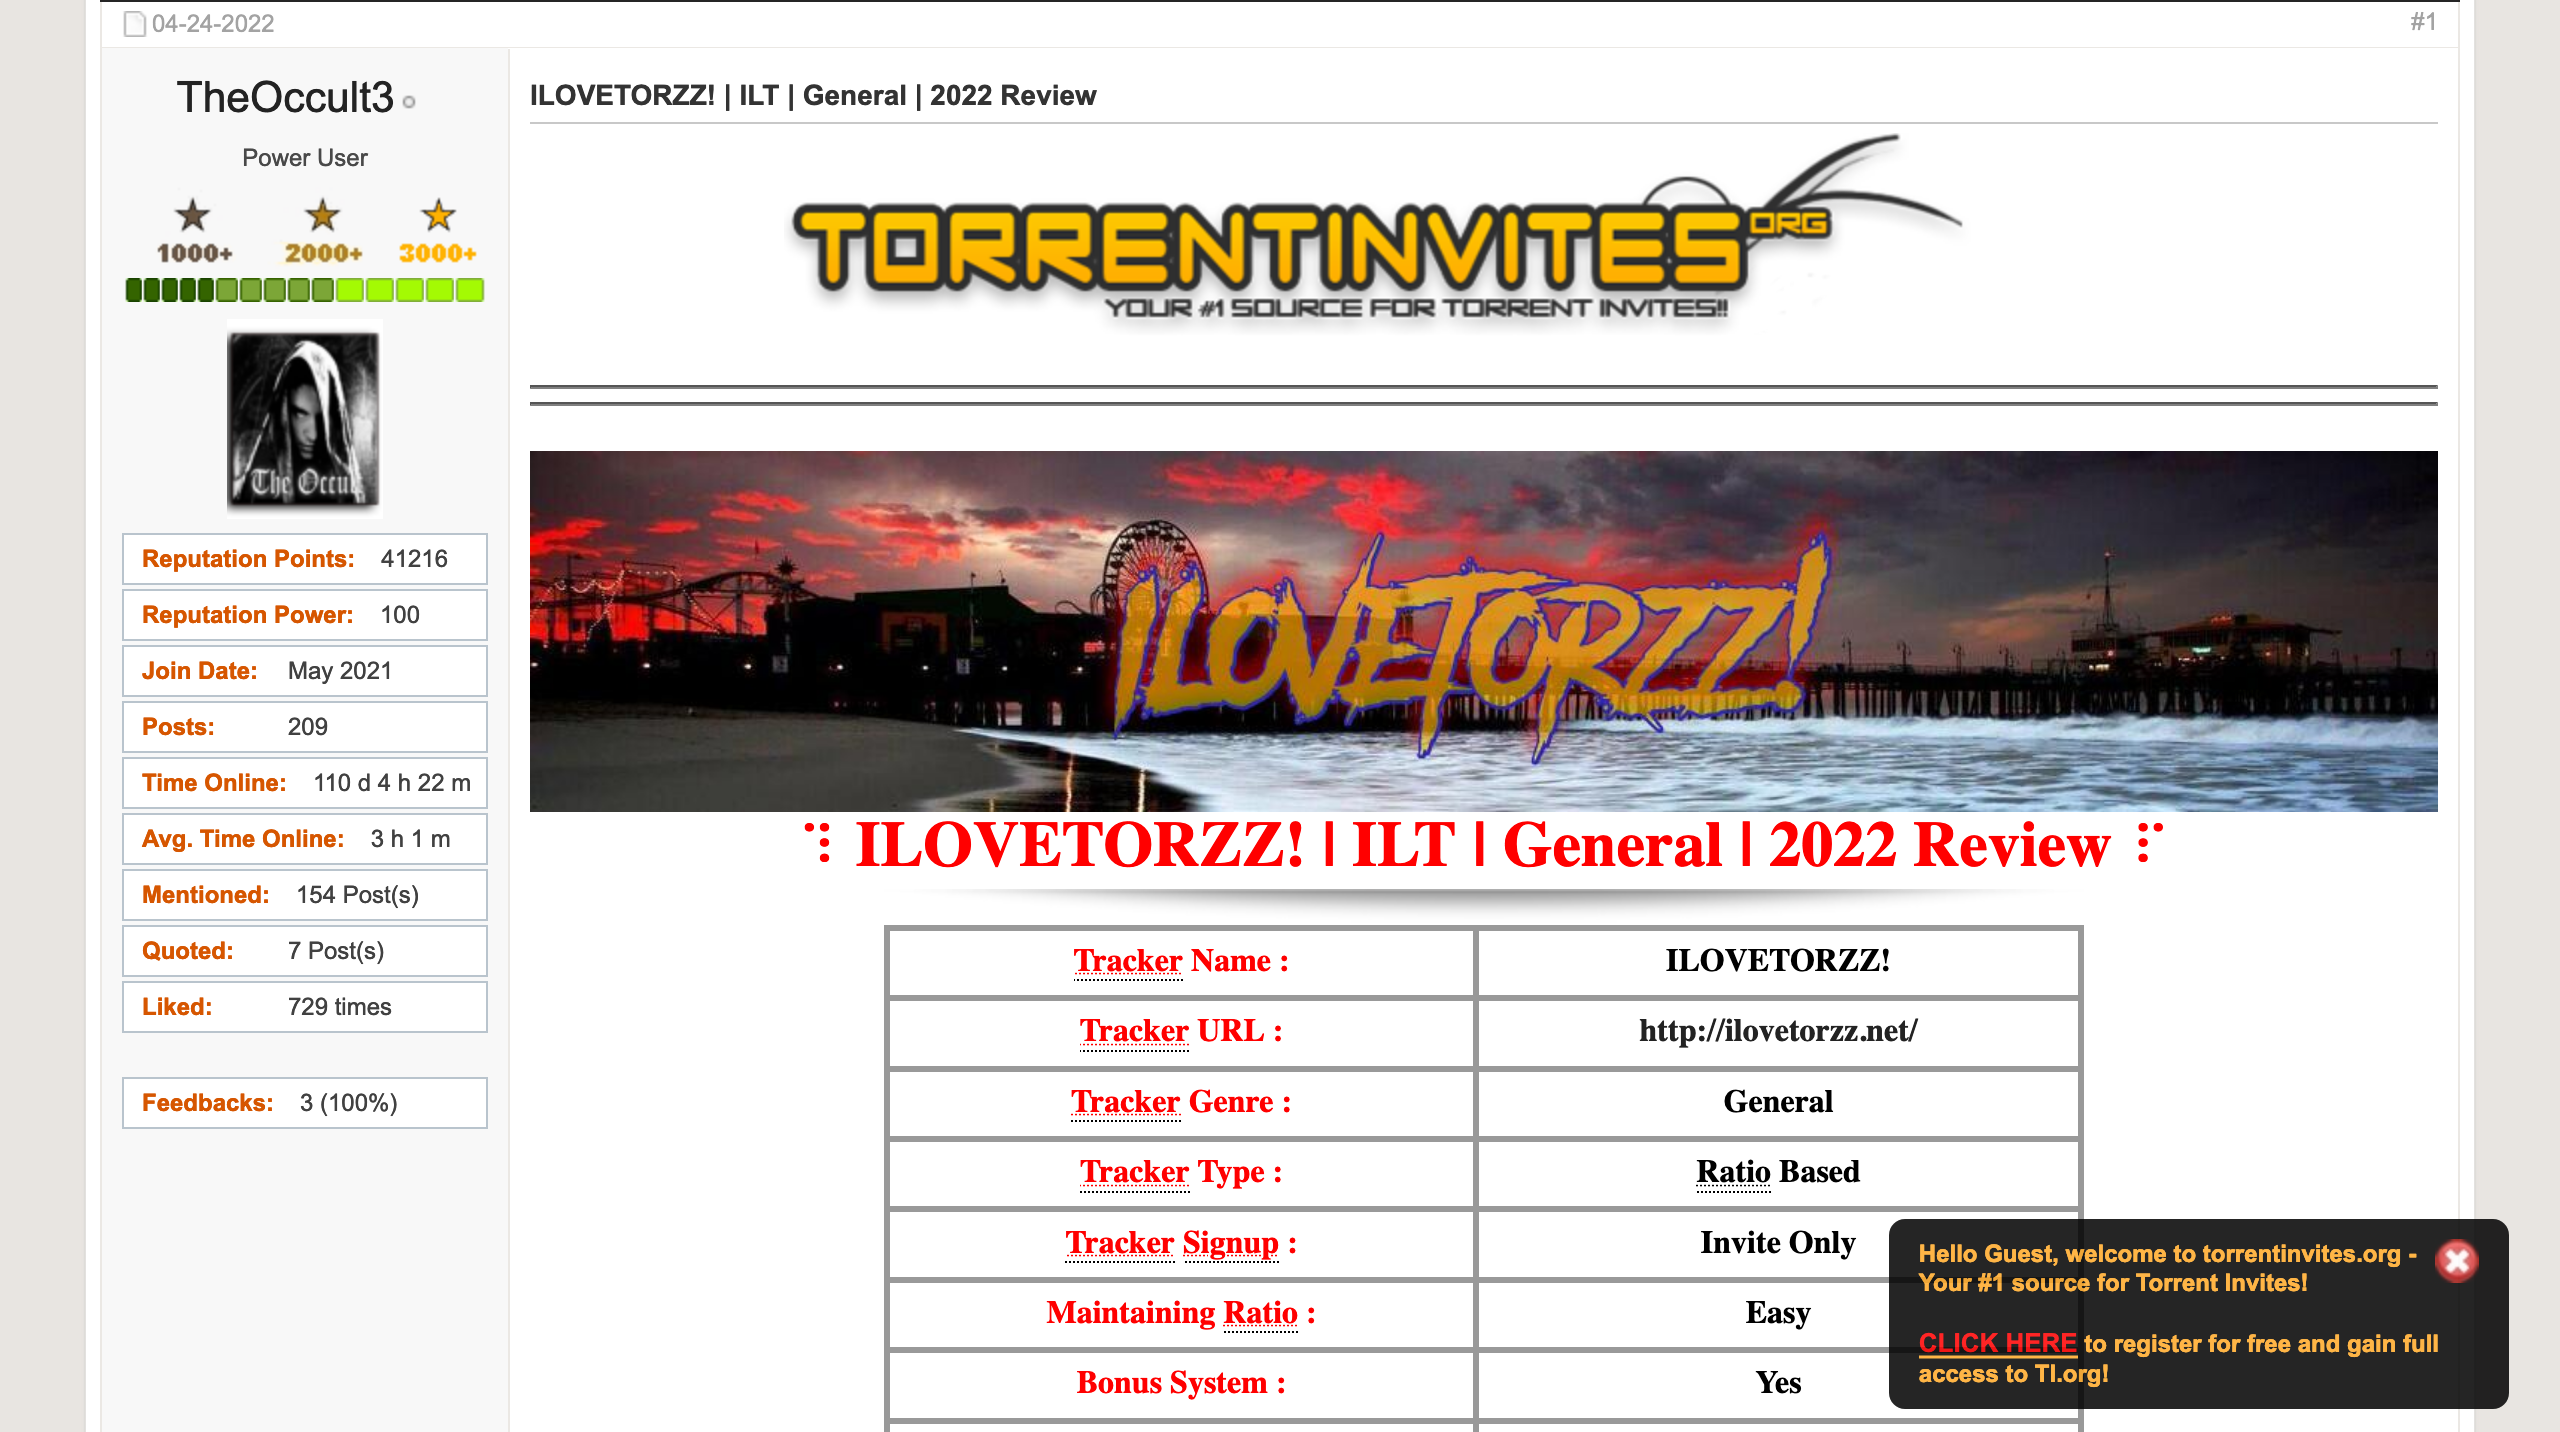 04-24-2022
#1
TheOccult3
Power User
1000+ 2000+ 3000+
The Occult
Reputation Points: 41216
Reputation Power: 100
Join Date: May 2021
Posts: 209
Time Online: 110 d 4 h 22 m
Avg. Time Online: 3 h 1 m
Mentioned: 154 Post(s)
Quoted: 7 Post(s)
Liked: 729 times
Feedbacks: 3 (100%)
ILOVETORZZ! | ILT | General | 2022 Review
TORRENTINVITES ORG
YOUR #1 SOURCE FOR TORRENT INVITES!!
ILOVETORZZ!
ILOVETORZZ! | ILT | General | 2022 Review
Tracker Name : ILOVETORZZ!
Tracker URL : http://ilovetorzz.net/
Tracker Genre : General
Tracker Type : Ratio Based
Tracker Signup : Invite Only
Maintaining Ratio : Easy
Bonus System : Yes
Hello Guest, welcome to torrentinvites.org -
Your #1 source for Torrent Invites!
CLICK HERE to register for free and gain full
access to TI.org!